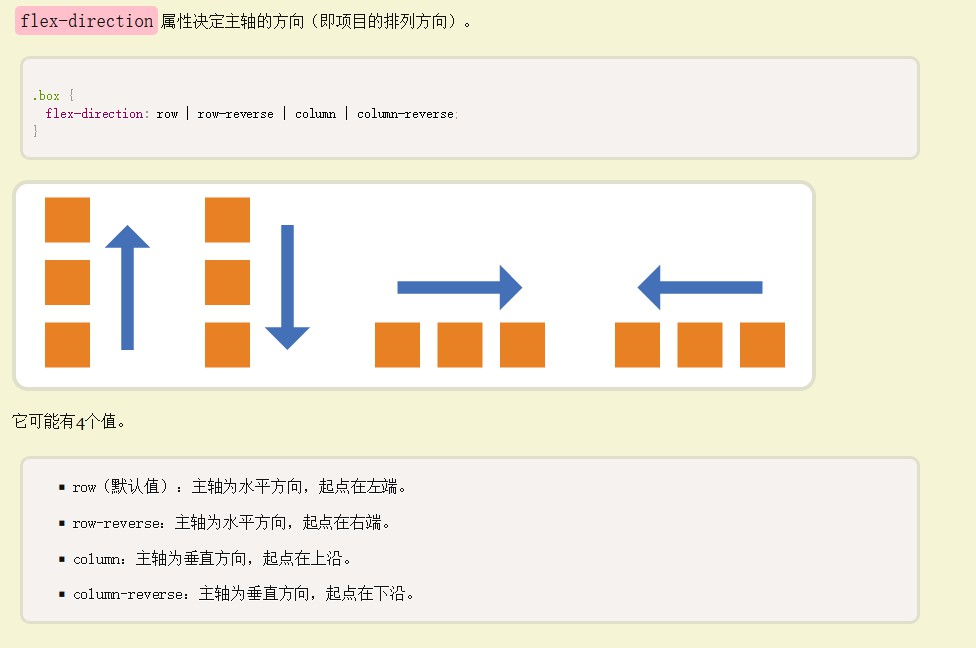 flex-direction属性决定主轴的方向（即项目的排列方向）。
.box {
  flex-direction: row | row-reverse | column | column-reverse;
}
它可能有4个值。
▪ row（默认值）：主轴为水平方向，起点在左端。
▪ row-reverse：主轴为水平方向，起点在右端。
▪ column：主轴为垂直方向，起点在上沿。
▪ column-reverse：主轴为垂直方向，起点在下沿。